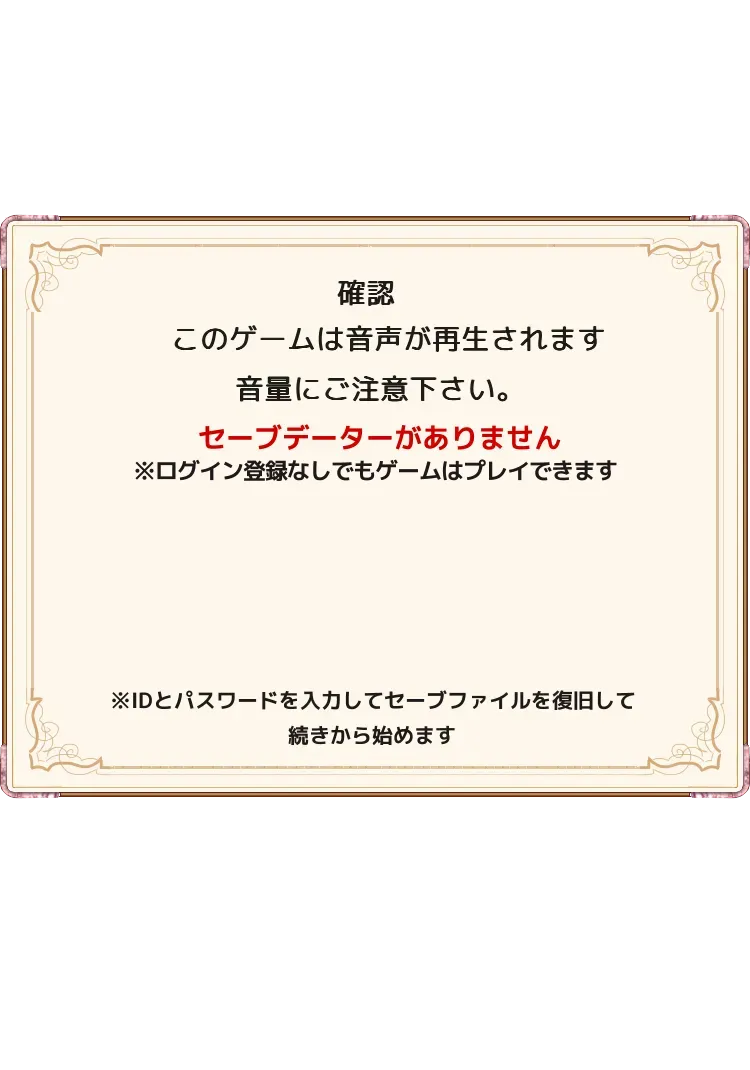 確認
このゲームは音声が再生されます
音量にご注意下さい。
セーブデーターがありません
※ログイン登録なしでもゲームはプレイできます
※IDとパスワードを入力してセーブファイルを復旧して
続きから始めます